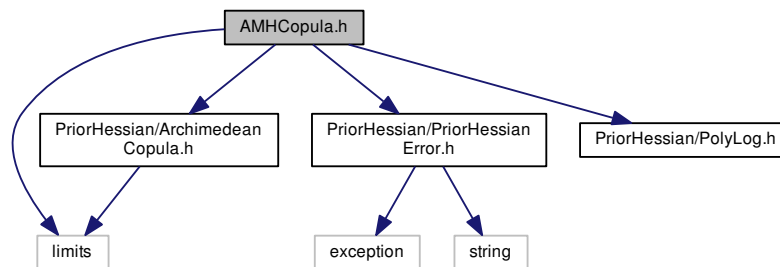 AMHCopula.h
PriorHessian/Archimedean
Copula.h
PriorHessian/PriorHessian
Error.h
PriorHessian/PolyLog.h
limits
exception
string